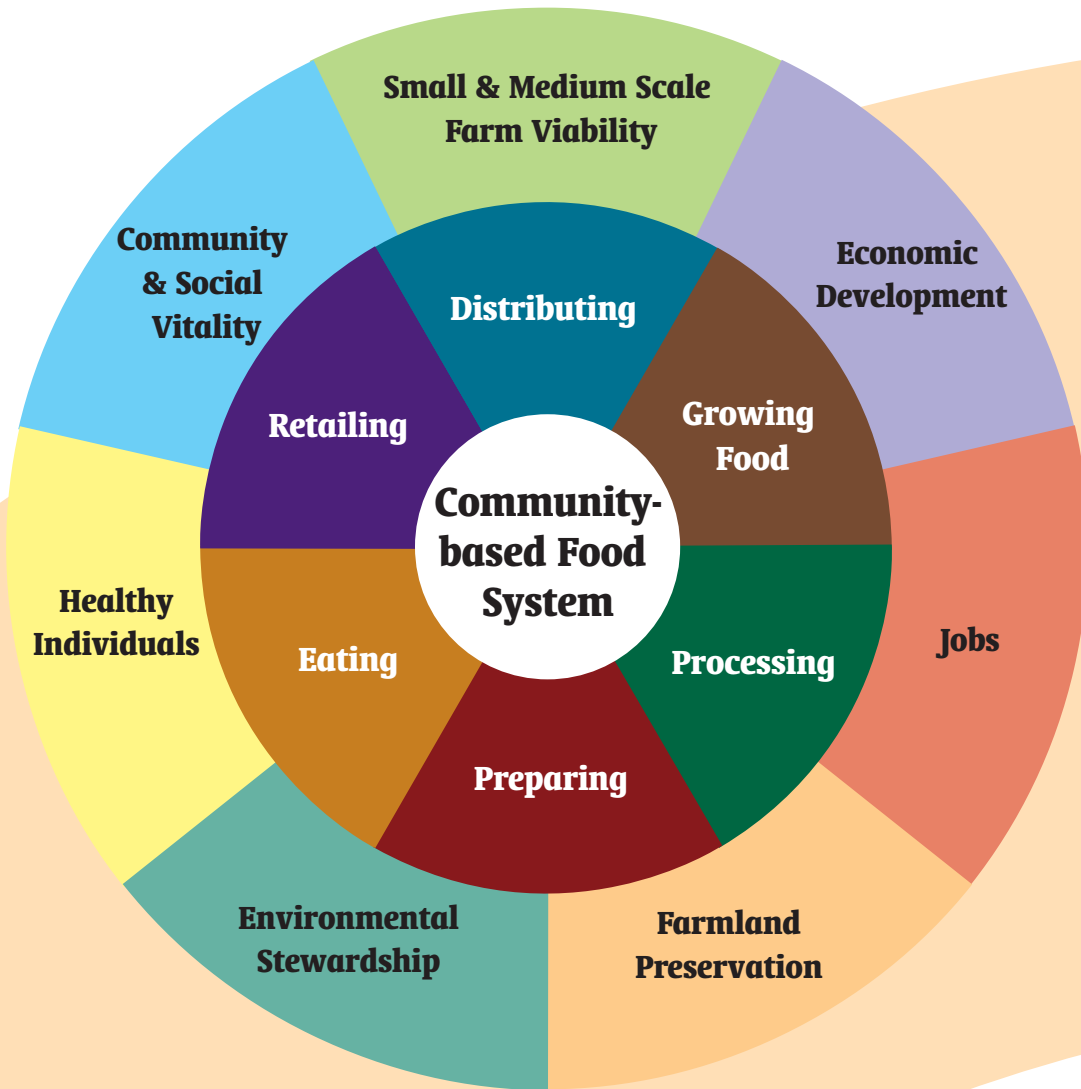 Small & Medium Scale
Farm Viability
Community
& Social
Vitality
Economic
Development
Distributing
Retailing
Growing
Food
Community-
based Food
System
Healthy
Individuals
Eating
Processing
Jobs
Preparing
Environmental
Stewardship
Farmland
Preservation